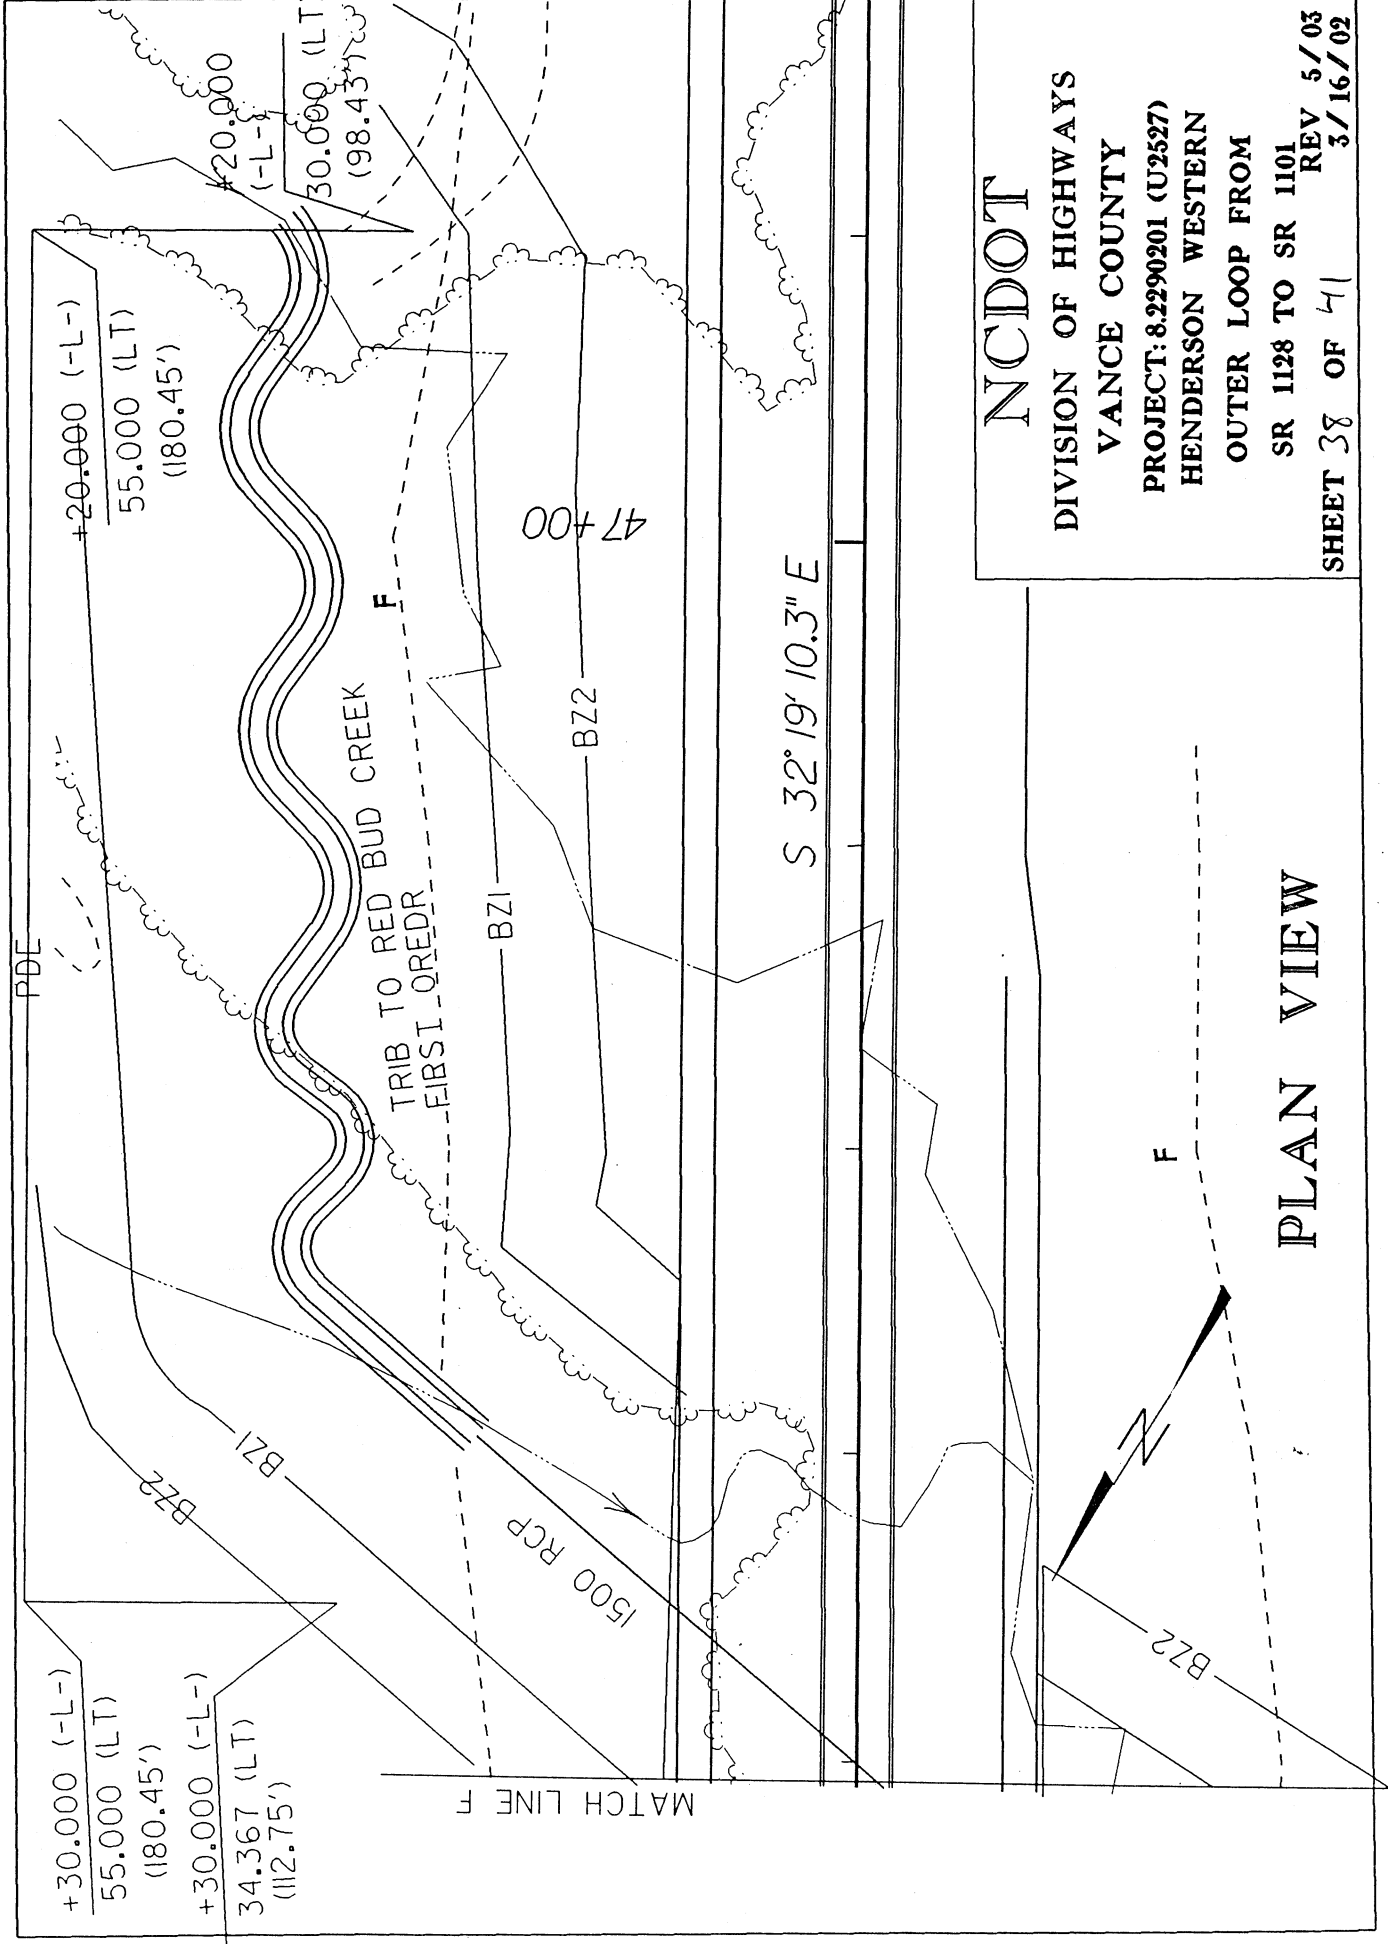 +30.000 (-L-)
55.000 (LT)
(180.45')
+30.000 (-L-)
34.367 (LT)
(112.75')
PDE
+20.000 (-L-)
55.000 (LT)
(180.45')
+20.000
(-L-)
30.000 (LT)
(98.43')
BZ2
BZ1
TRIB TO RED BUD CREEK
FIRST OREDR
F
BZ1
BZ2
47+00
1500 RCP
MATCH LINE F
S 32° 19' 10.3" E
BZ2
N
F
PLAN VIEW
NCDOT
DIVISION OF HIGHWAYS
VANCE COUNTY
PROJECT: 8.2290201 (U2527)
HENDERSON WESTERN
OUTER LOOP FROM
SR 1128 TO SR 1101
REV 5/03
SHEET 38 OF 41
3/16/02